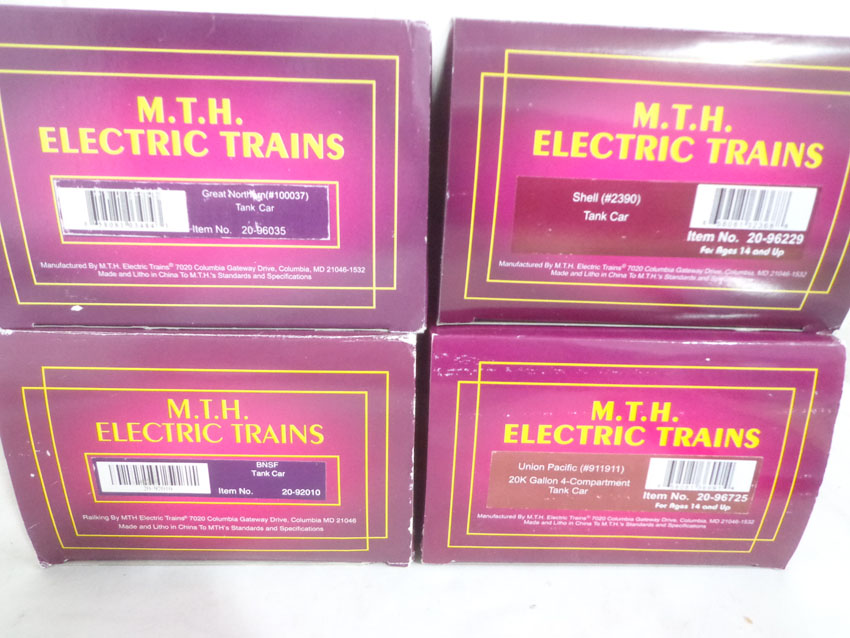 M.T.H.
ELECTRIC TRAINS
Great Northern(#100037)
Tank Car
Item No. 20-96035
Manufactured By M.T.H. Electric Trains® 7020 Columbia Gateway Drive, Columbia, MD 21046-1532
Made and Litho in China To M.T.H.'s Standards and Specifications
M.T.H.
ELECTRIC TRAINS
Shell (#2390)
Tank Car
Item No. 20-96229
For Ages 14 and Up
Manufactured By M.T.H. Electric Trains® 7020 Columbia Gateway Drive, Columbia, MD 21046-1532
Made and Litho in China To M.T.H.'s Standards and Specifications
M.T.H.
ELECTRIC TRAINS
BNSF
Tank Car
Item No. 20-92010
Railking By MTH Electric Trains® 7020 Columbia Gateway Drive, Columbia, MD 21046
Made and Litho in China To MTH's Standards and Specifications
M.T.H.
ELECTRIC TRAINS
Union Pacific (#911911)
20K Gallon 4-Compartment
Tank Car
Item No. 20-96725
For Ages 14 and Up
Manufactured By M.T.H. Electric Trains® 7020 Columbia Gateway Drive, Columbia, MD 21046-1532
Made and Litho in China To M.T.H.'s Standards and Specifications